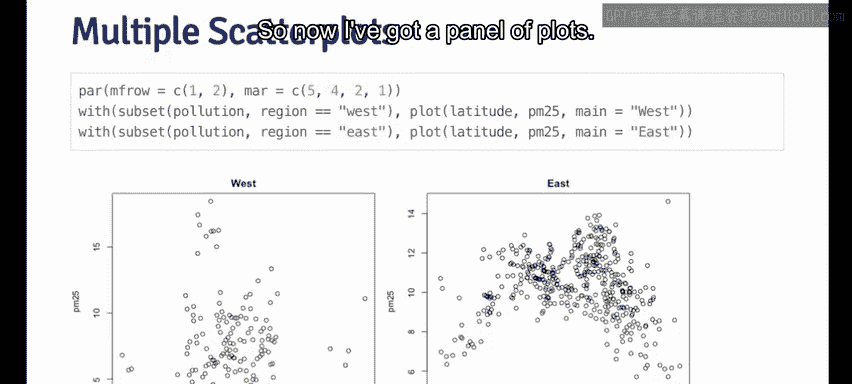 Multiple Scatterplots
So now I've got a panel of plots.
par(mfrow = c(1, 2), mar = c(5, 4, 2, 1))
with(subset(pollution, region == "west"), plot(latitude, pm25, main = "West"))
with(subset(pollution, region == "east"), plot(latitude, pm25, main = "East"))
West
East
15
10
5
pm25
14
12
10
8
6
pm25